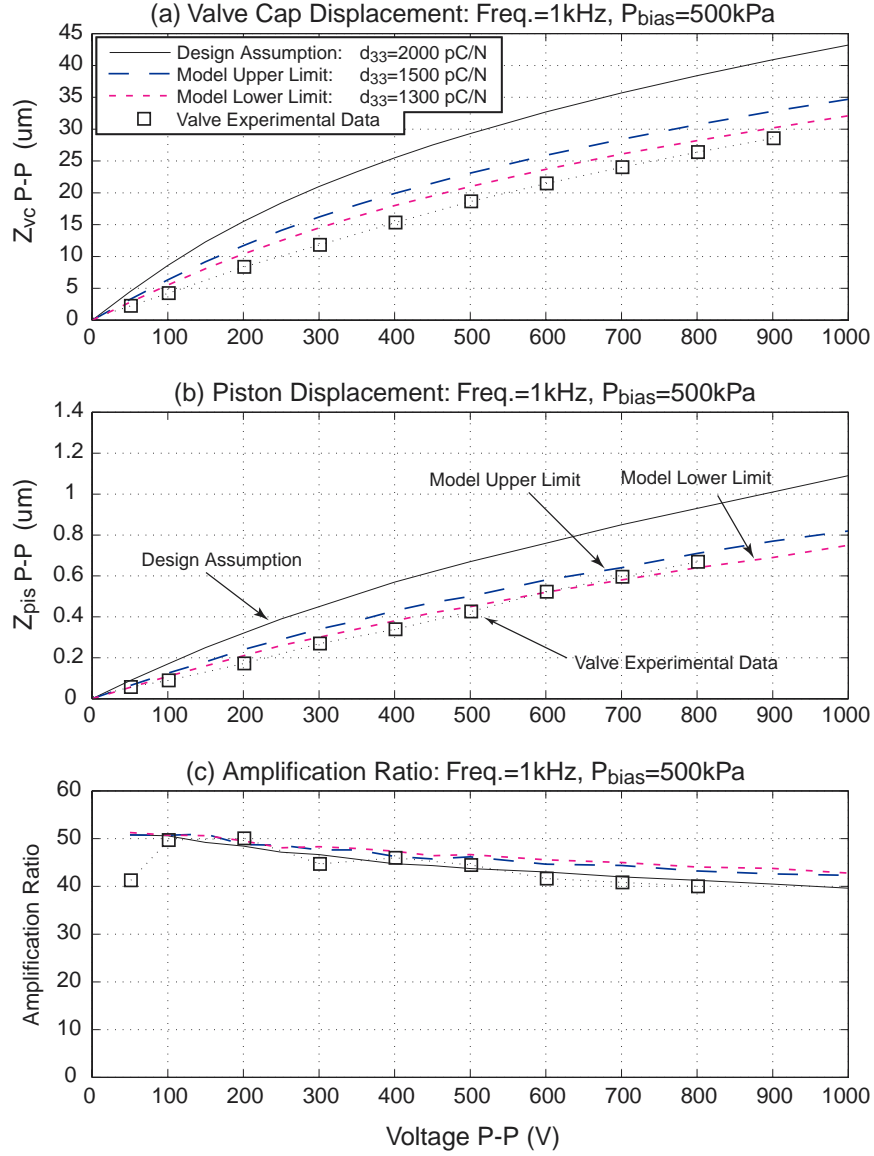 (a) Valve Cap Displacement: Freq.=1kHz, P_bias=500kPa
Design Assumption: d33=2000 pC/N
Model Upper Limit: d33=1500 pC/N
Model Lower Limit: d33=1300 pC/N
Valve Experimental Data
Z_vc P-P (um)
45
40
35
30
25
20
15
10
5
0
0 100 200 300 400 500 600 700 800 900 1000
(b) Piston Displacement: Freq.=1kHz, P_bias=500kPa
Z_pis P-P (um)
1.4
1.2
1
0.8
0.6
0.4
0.2
0
Model Upper Limit
Model Lower Limit
Design Assumption
Valve Experimental Data
0 100 200 300 400 500 600 700 800 900 1000
(c) Amplification Ratio: Freq.=1kHz, P_bias=500kPa
Amplification Ratio
60
50
40
30
20
10
0
0 100 200 300 400 500 600 700 800 900 1000
Voltage P-P (V)